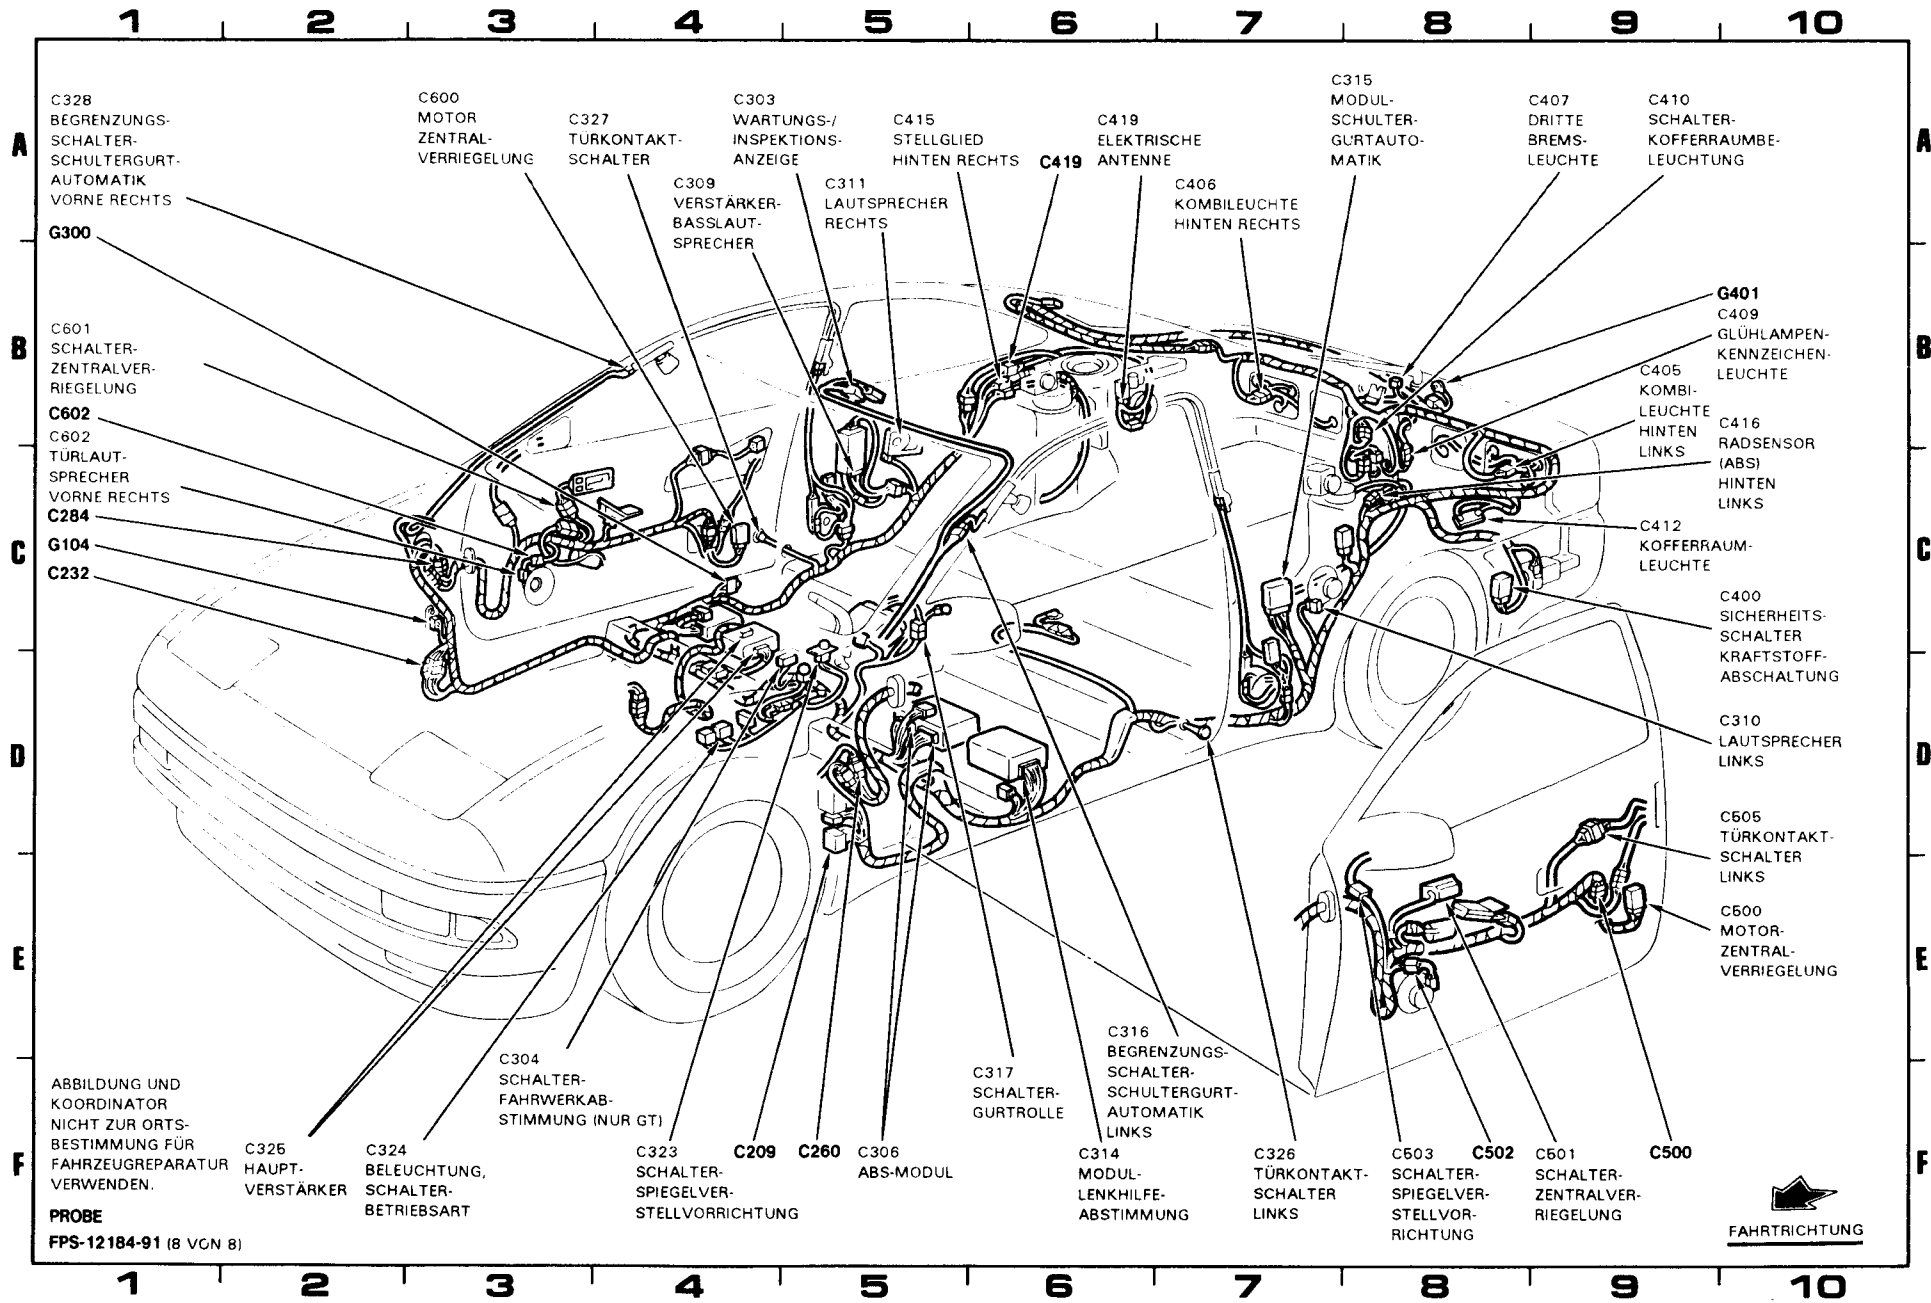 1 2 3 4 5 6 7 8 9 10
A
A
B
B
C
C
D
D
E
E
F
F
C328
BEGRENZUNGS-
SCHALTER-
SCHULTERGURT-
AUTOMATIK
VORNE RECHTS
G300
C601
SCHALTER-
ZENTRALVER-
RIEGELUNG
C602
C602
TÜRLAUT-
SPRECHER
VORNE RECHTS
C284
G104
C232
C600
MOTOR
ZENTRAL-
VERRIEGELUNG
C327
TÜRKONTAKT-
SCHALTER
C303
WARTUNGS-/
INSPEKTIONS-
ANZEIGE
C309
VERSTÄRKER-
BASSLAUT-
SPRECHER
C311
LAUTSPRECHER
RECHTS
C415
STELLGLIED
HINTEN RECHTS
C419
C419
ELEKTRISCHE
ANTENNE
C406
KOMBILEUCHTE
HINTEN RECHTS
C315
MODUL-
SCHULTER-
GURTAUTO-
MATIK
C407
DRITTE
BREMS-
LEUCHTE
C410
SCHALTER-
KOFFERRAUMBE-
LEUCHTUNG
G401
C409
GLÜHLAMPEN-
KENNZEICHEN-
LEUCHTE
C405
KOMBI-
LEUCHTE
HINTEN
LINKS
C416
RADSENSOR
(ABS)
HINTEN
LINKS
C412
KOFFERRAUM-
LEUCHTE
C400
SICHERHEITS-
SCHALTER
KRAFTSTOFF-
ABSCHALTUNG
C310
LAUTSPRECHER
LINKS
C505
TÜRKONTAKT-
SCHALTER
LINKS
C500
MOTOR-
ZENTRAL-
VERRIEGELUNG
ABBILDUNG UND
KOORDINATOR
NICHT ZUR ORTS-
BESTIMMUNG FÜR
FAHRZEUGREPARATUR
VERWENDEN.
PROBE
FPS-12184-91 (8 VON 8)
C325
HAUPT-
VERSTÄRKER
C324
BELEUCHTUNG,
SCHALTER-
BETRIEBSART
C304
SCHALTER-
FAHRWERKAB-
STIMMUNG (NUR GT)
C323
SCHALTER-
SPIEGELVER-
STELLVORRICHTUNG
C209
C260
C306
ABS-MODUL
C317
SCHALTER-
GURTROLLE
C314
MODUL-
LENKHILFE-
ABSTIMMUNG
C316
BEGRENZUNGS-
SCHALTER-
SCHULTERGURT-
AUTOMATIK
LINKS
C326
TÜRKONTAKT-
SCHALTER
LINKS
C503
SCHALTER-
SPIEGELVER-
STELLVOR-
RICHTUNG
C502
C501
SCHALTER-
ZENTRALVER-
RIEGELUNG
C500
FAHRTRICHTUNG
1 2 3 4 5 6 7 8 9 10